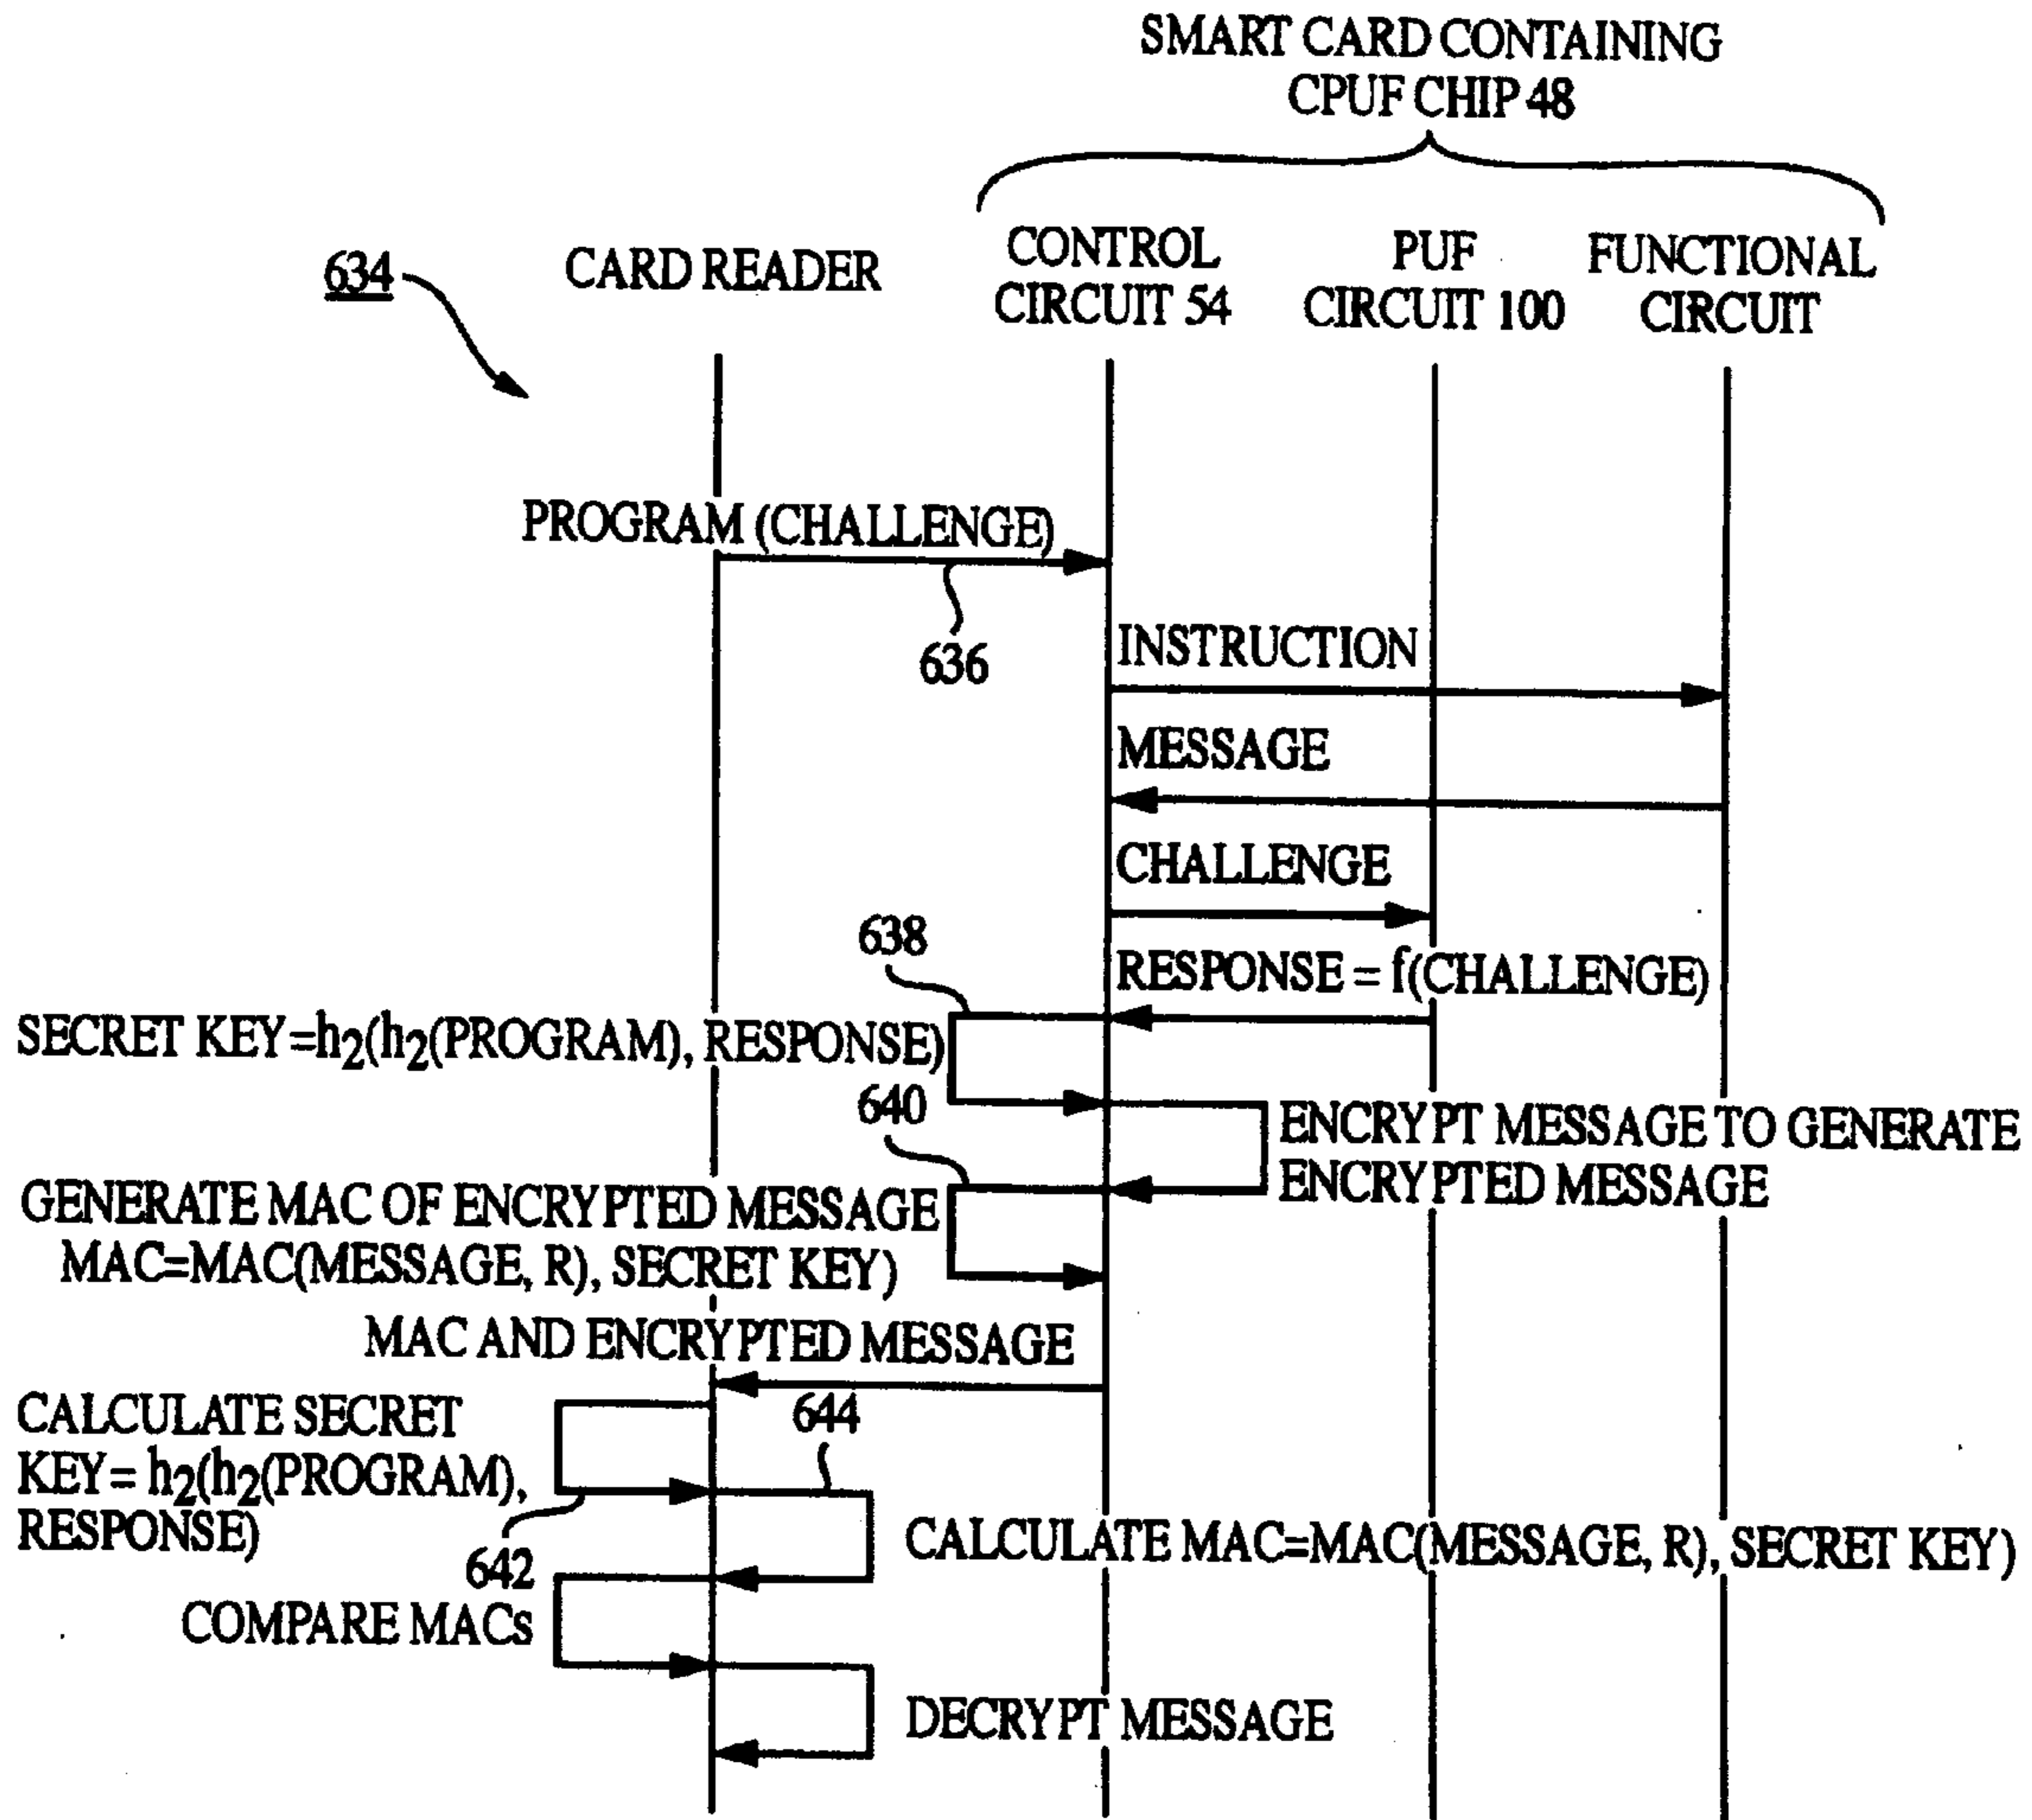 SMART CARD CONTAINING
CPUF CHIP 48
634
CARD READER
CONTROL
CIRCUIT 54
PUF
CIRCUIT 100
FUNCTIONAL
CIRCUIT
PROGRAM (CHALLENGE)
636
INSTRUCTION
MESSAGE
CHALLENGE
638
RESPONSE = f(CHALLENGE)
SECRET KEY=h2(h2(PROGRAM), RESPONSE)
640
ENCRYPT MESSAGE TO GENERATE
ENCRYPTED MESSAGE
GENERATE MAC OF ENCRYPTED MESSAGE
MAC=MAC(MESSAGE, R), SECRET KEY)
MAC AND ENCRYPTED MESSAGE
CALCULATE SECRET
KEY= h2(h2(PROGRAM),
RESPONSE)
644
642
CALCULATE MAC=MAC(MESSAGE, R), SECRET KEY)
COMPARE MACs
DECRYPT MESSAGE